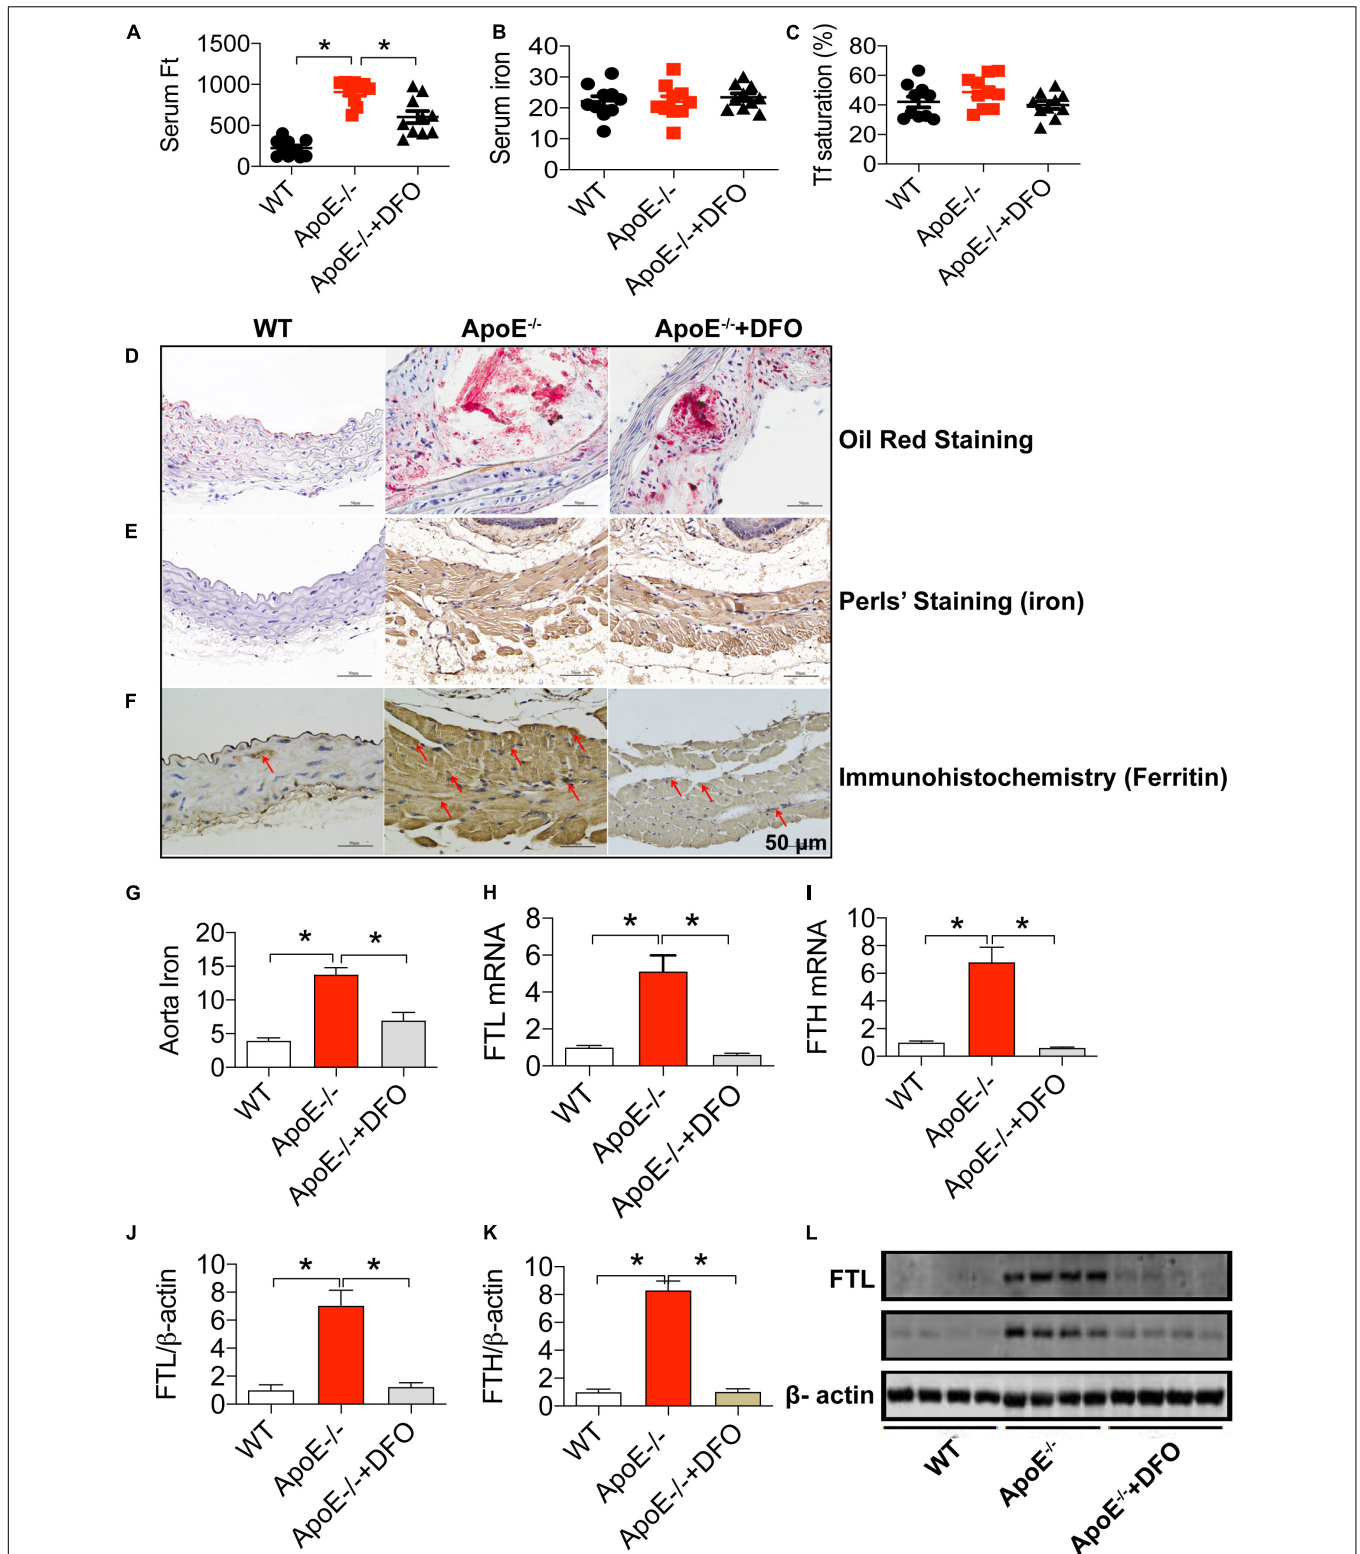 A
Serum Ft
1500
1000
500
0
*
*
WT
ApoE-/-
ApoE-/-+DFO
B
Serum iron
40
30
20
10
0
WT
ApoE-/-
ApoE-/-+DFO
C
Tf saturation (%)
80
60
40
20
0
WT
ApoE-/-
ApoE-/-+DFO
WT
ApoE-/-
ApoE-/-+DFO
D
Oil Red Staining
E
Perls' Staining (iron)
F
Immunohistochemistry (Ferritin)
50 μm
G
Aorta Iron
20
15
10
5
0
*
*
WT
ApoE-/-
ApoE-/-+DFO
H
FTL mRNA
8
6
4
2
0
*
*
WT
ApoE-/-
ApoE-/-+DFO
I
FTH mRNA
10
8
6
4
2
0
*
*
WT
ApoE-/-
ApoE-/-+DFO
J
FTL/β-actin
10
8
6
4
2
0
*
*
WT
ApoE-/-
ApoE-/-+DFO
K
FTH/β-actin
10
8
6
4
2
0
*
*
WT
ApoE-/-
ApoE-/-+DFO
L
FTL
β- actin
WT
ApoE-/-
ApoE-/-+DFO